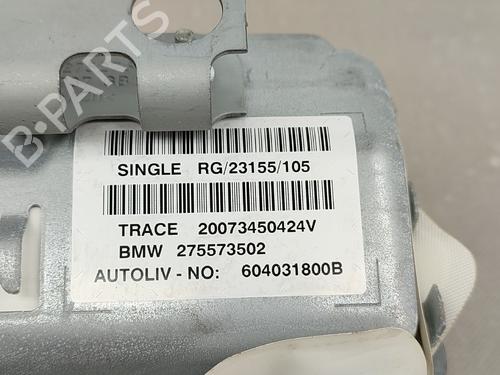 B-PARTS
SINGLE RG/23155/105
TRACE 20073450424V
BMW 275573502
AUTOLIV - NO: 604031800B